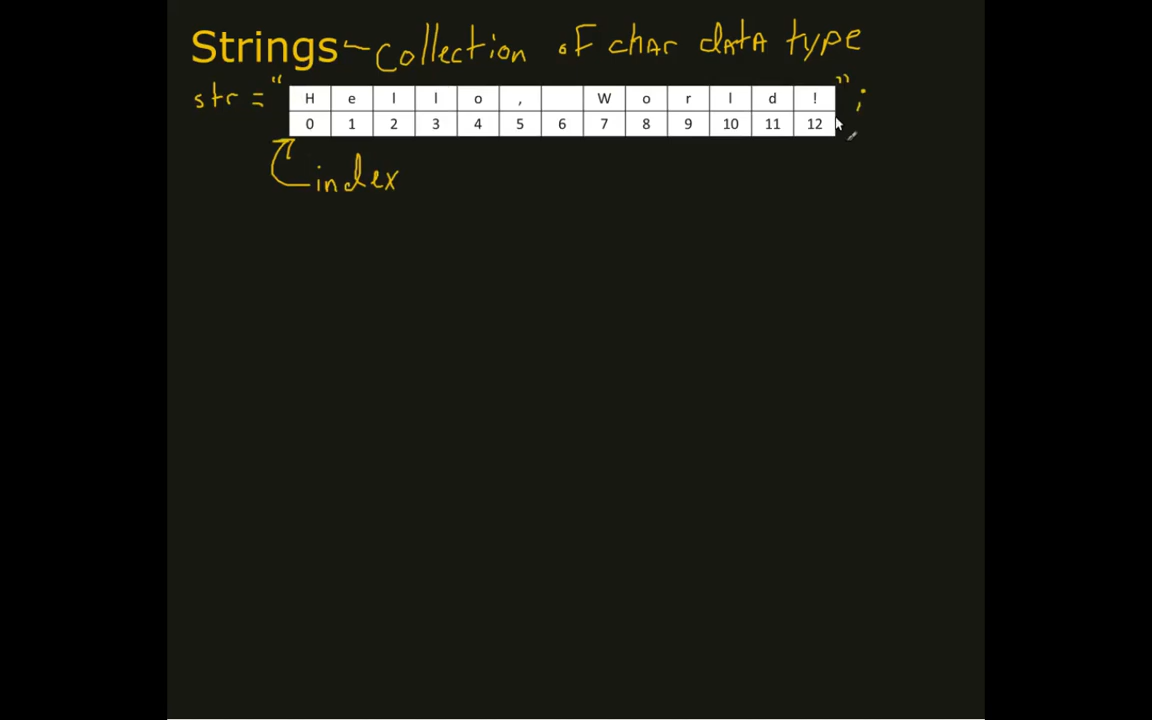 Strings - Collection of char data type
str = " H e l l o , W o r l d ! " ;
0 1 2 3 4 5 6 7 8 9 10 11 12
index